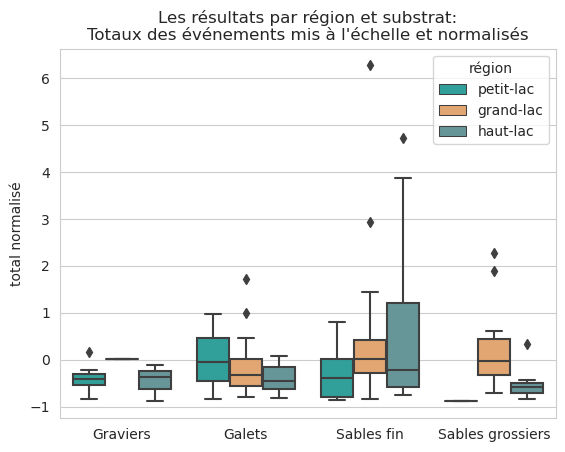 Les résultats par région et substrat:
Totaux des événements mis à l'échelle et normalisés
région
petit-lac
grand-lac
haut-lac
total normalisé
6
5
4
3
2
1
0
−1
Graviers
Galets
Sables fin
Sables grossiers